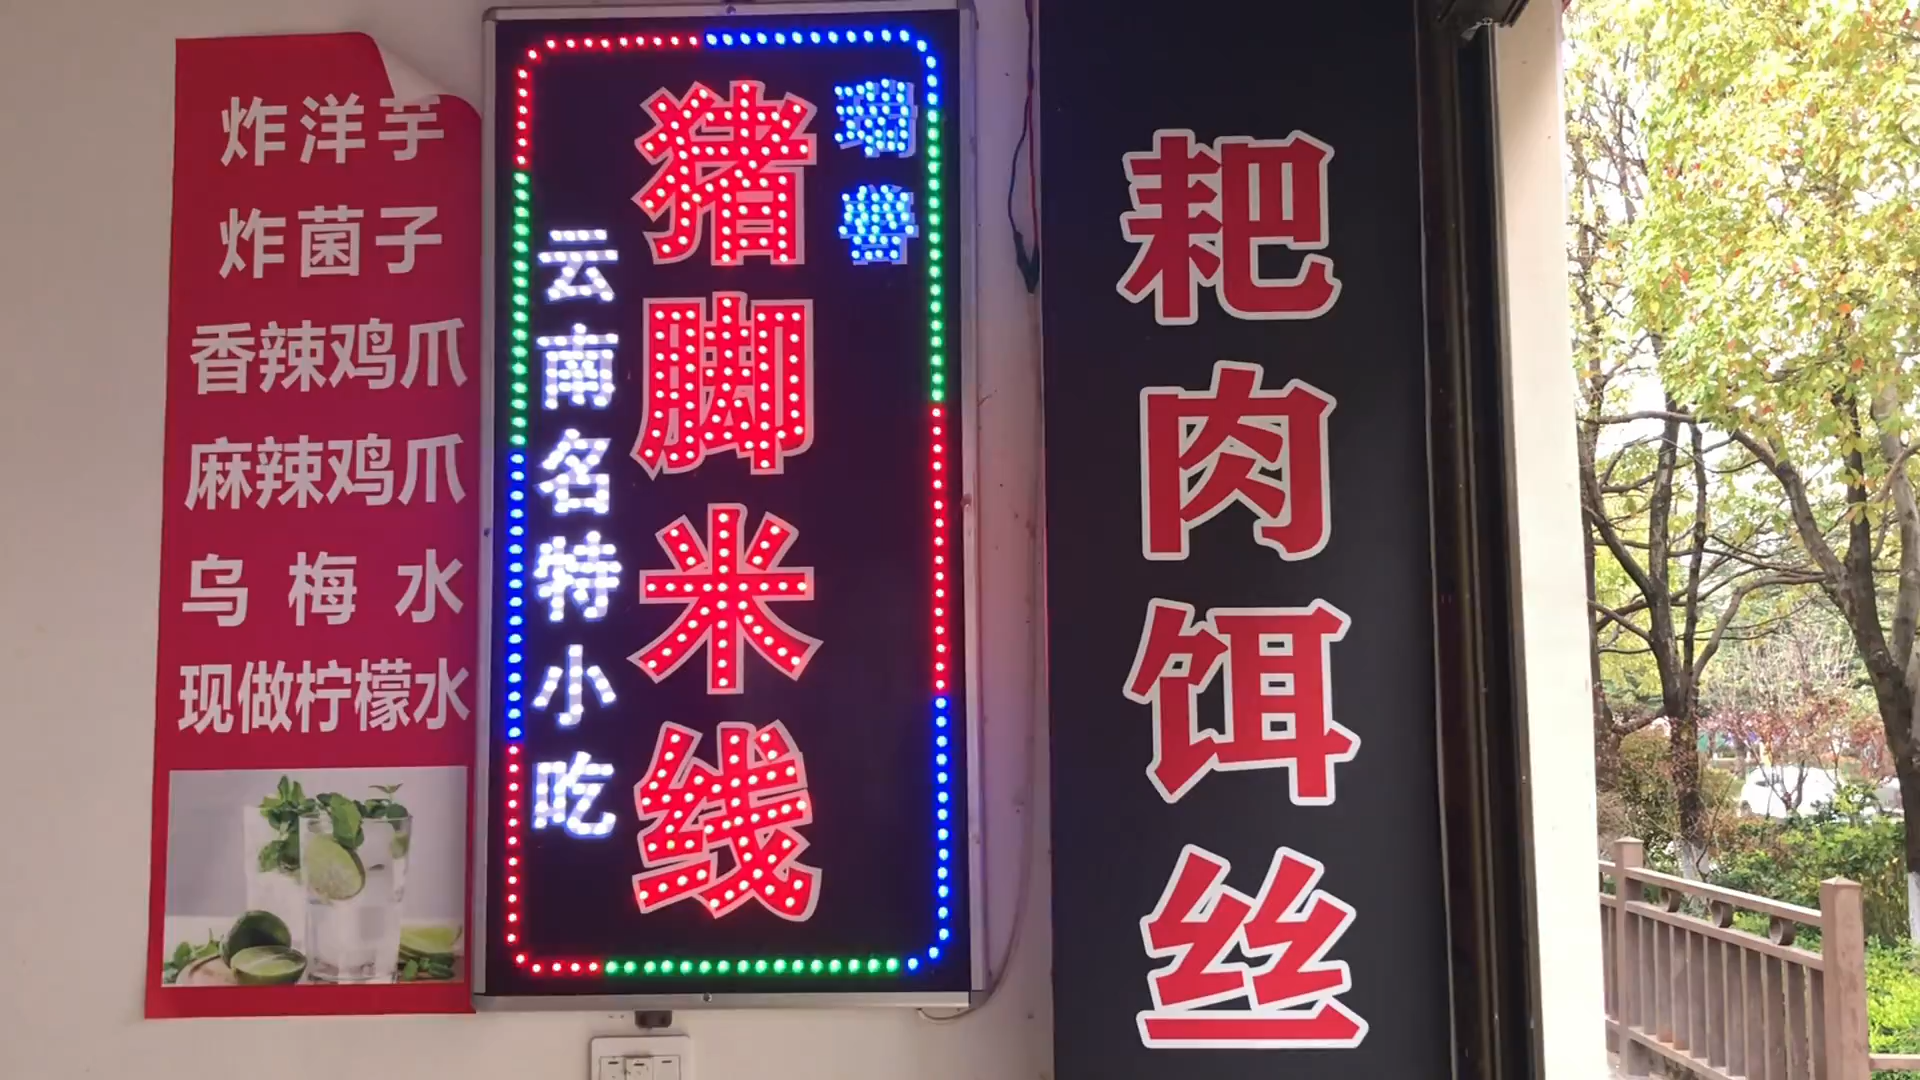 炸洋芋
炸菌子
香辣鸡爪
麻辣鸡爪
乌梅水
现做柠檬水
猪脚米线
云南名特小吃
耙肉饵丝